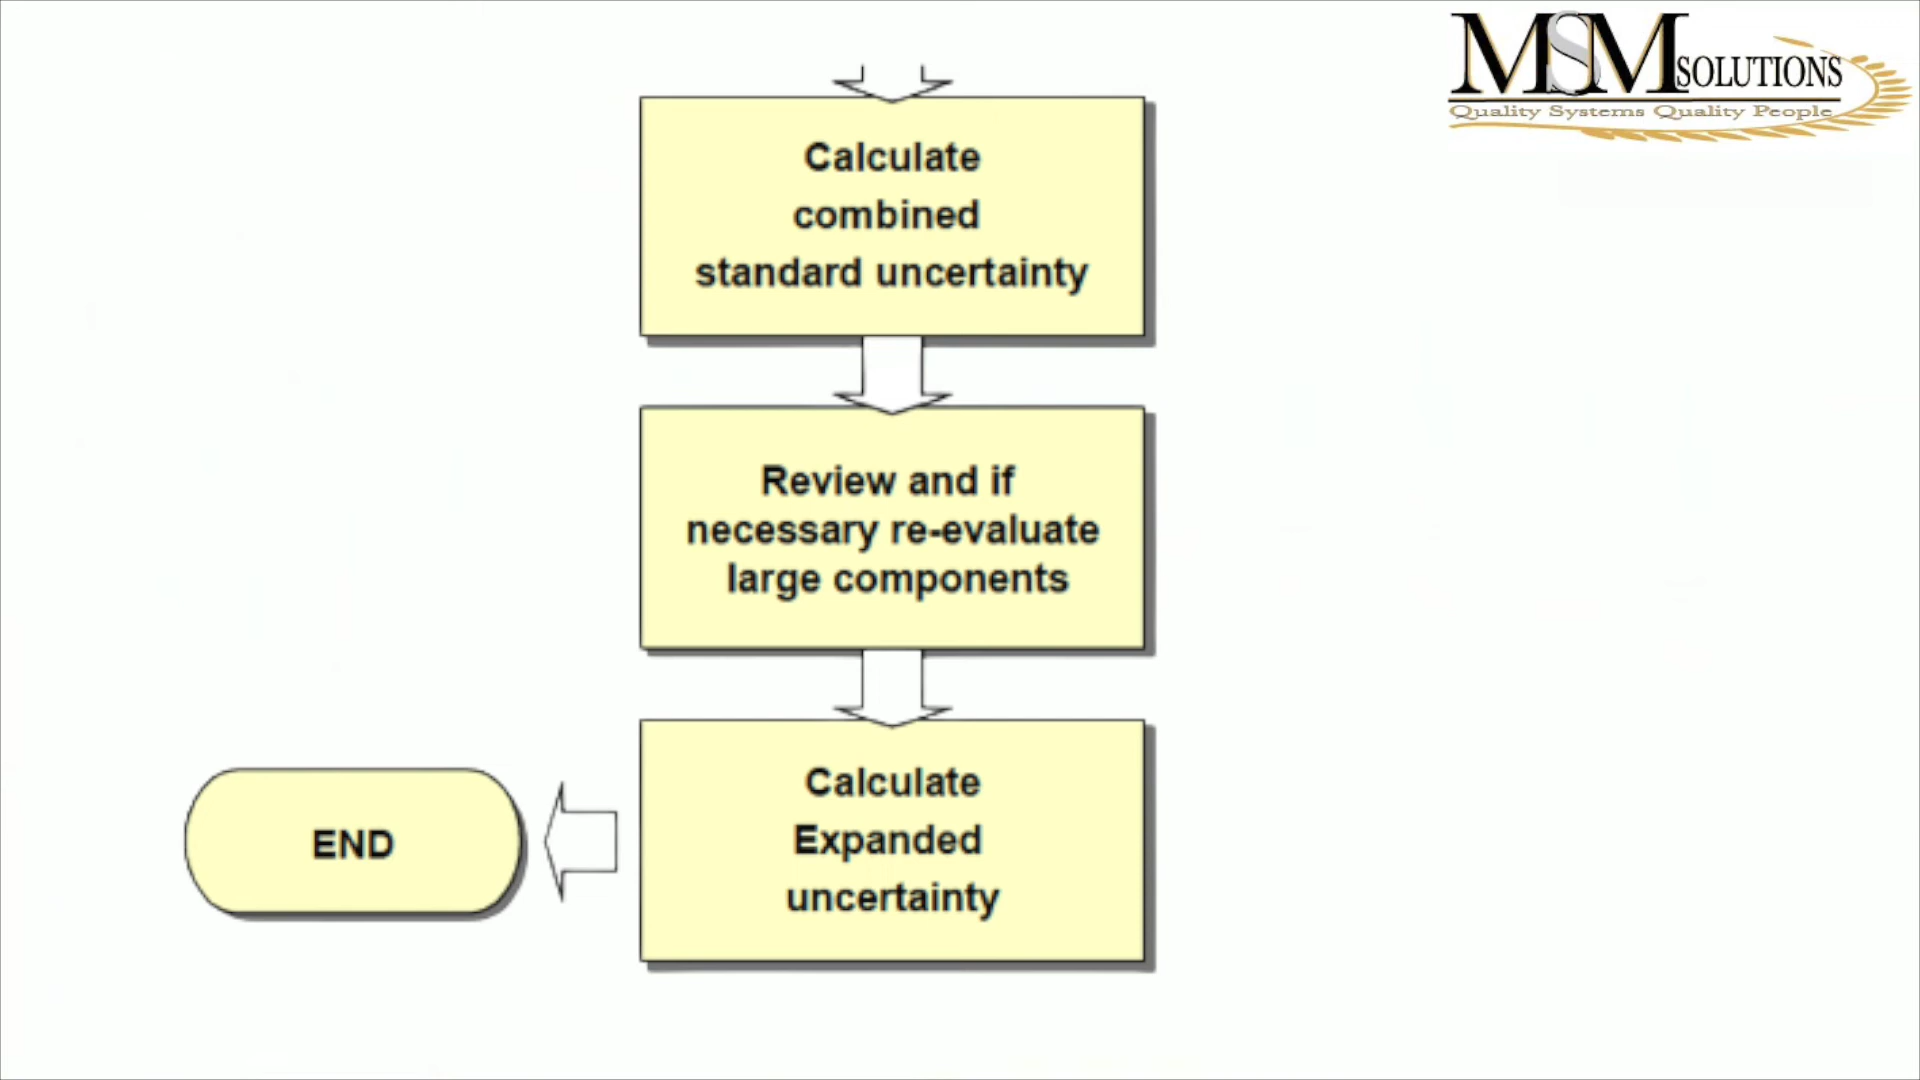 MSM SOLUTIONS
Quality Systems Quality People
Calculate
combined
standard uncertainty
Review and if
necessary re-evaluate
large components
Calculate
Expanded
uncertainty
END